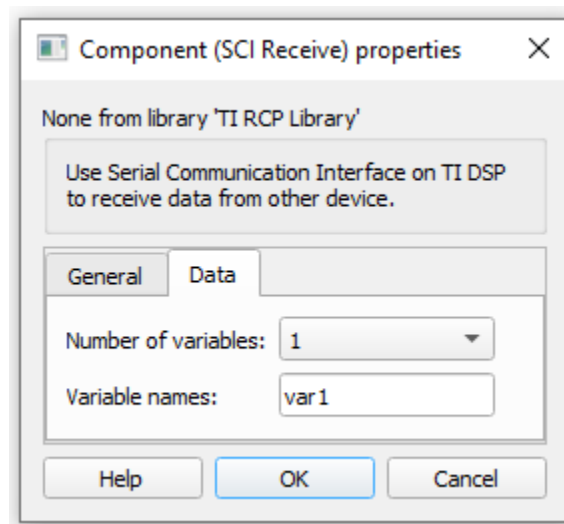 Component (SCI Receive) properties
None from library 'TI RCP Library'
Use Serial Communication Interface on TI DSP
to receive data from other device.
General Data
Number of variables: 1
Variable names: var1
Help OK Cancel